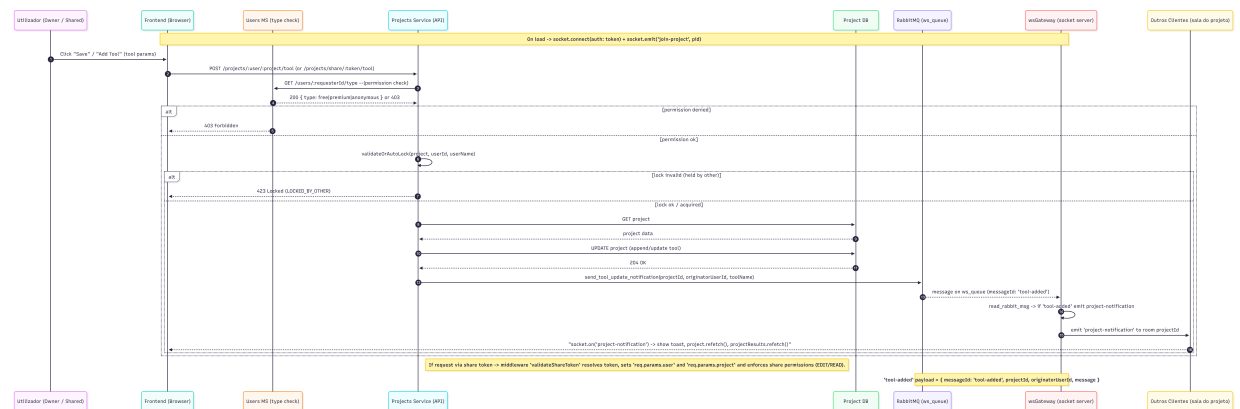 Utilizador (Owner / Shared)
Frontend (Browser)
Users MS (type check)
Projects Service (API)
Project DB
RabbitMQ (ws_queue)
wsGateway (socket server)
Outros Clientes (sala do projeto)
On load -> socket.connect(auth: token) + socket.emit('join-project', pId)
Click "Save" / "Add Tool" (tool params)
POST /projects/:user/:project/tool (or /projects/share/:token/tool)
GET /users/:requesterId/type --(permission check)
200 { type: free|premium|anonymous } or 403
alt
[permission denied]
403 Forbidden
[permission ok]
validateOrAutoLock(project, userId, userName)
alt
[lock invalid (held by other)]
423 Locked (LOCKED_BY_OTHER)
[lock ok / acquired]
GET project
project data
UPDATE project (append/update tool)
204 OK
send_tool_update_notification(projectId, originatorUserId, toolName)
message on ws_queue (messageId: 'tool-added')
read_rabbit_msg -> if 'tool-added' emit project-notification
emit 'project-notification' to room projectId
"socket.on('project-notification') -> show toast, project.refetch(), projectResults.refetch()"
If request via share token -> middleware 'validateShareToken' resolves token, sets 'req.params.user' and 'req.params.project' and enforces share permissions (EDIT/READ).
'tool-added' payload = { messageId: 'tool-added', projectId, originatorUserId, message }
Utilizador (Owner / Shared)
Frontend (Browser)
Users MS (type check)
Projects Service (API)
Project DB
RabbitMQ (ws_queue)
wsGateway (socket server)
Outros Clientes (sala do projeto)